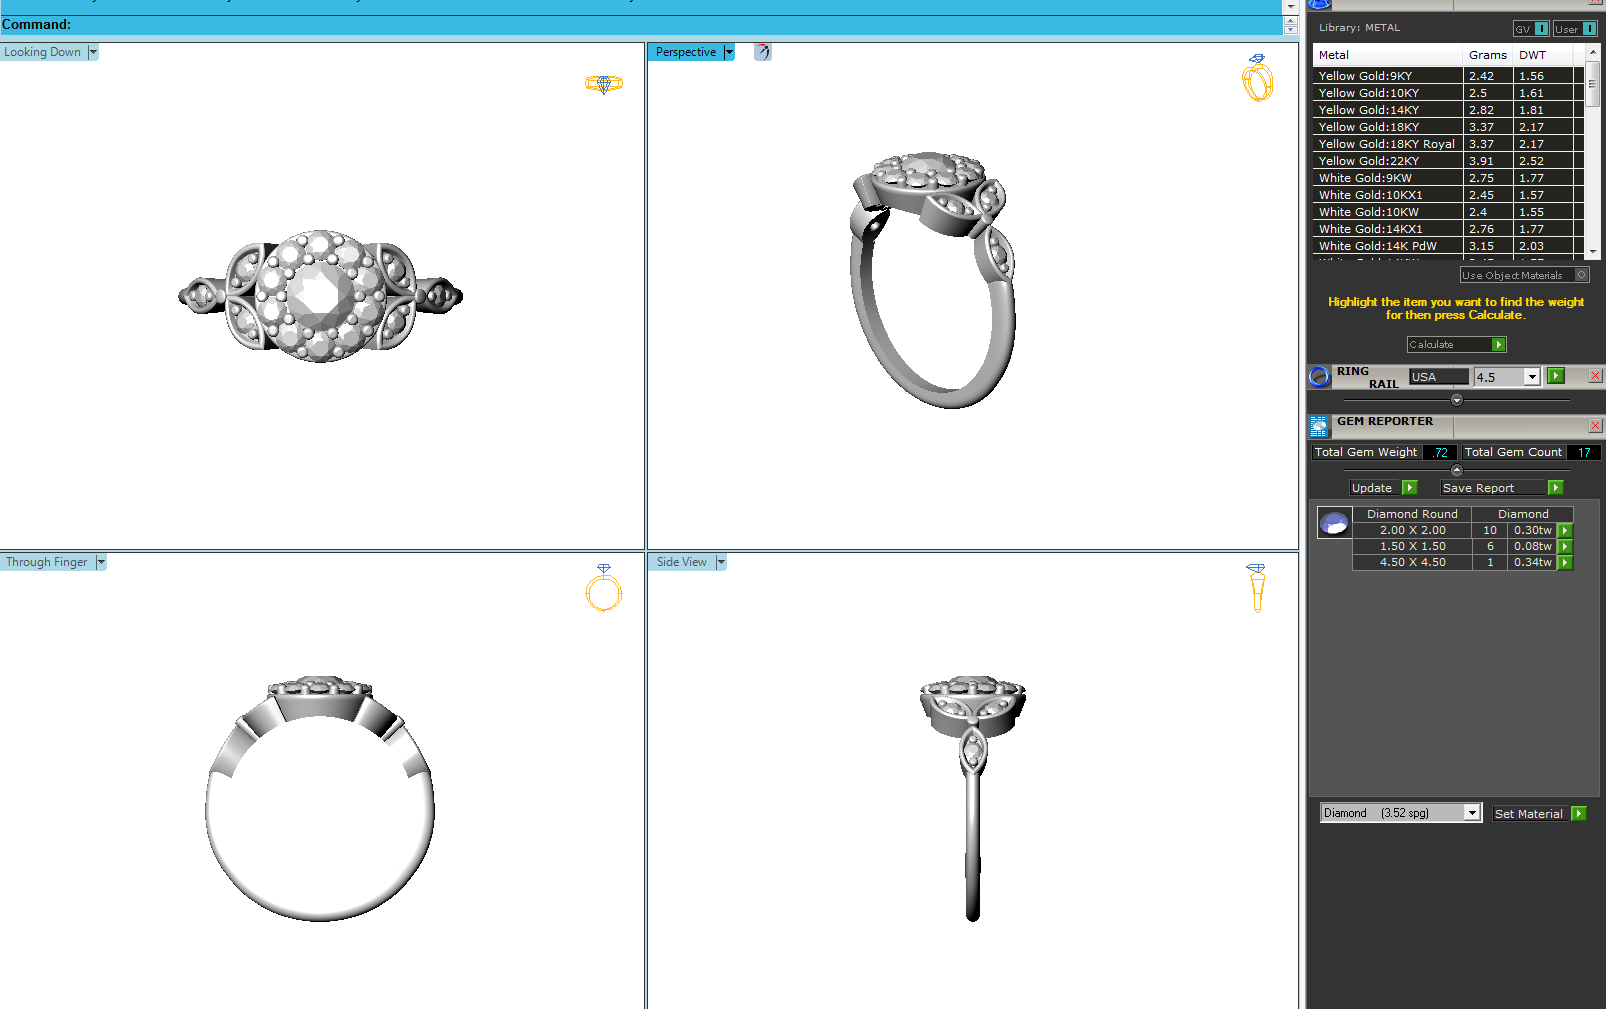 Command:
Looking Down
Perspective
Through Finger
Side View
Library: METAL
GV I User I
Metal Grams DWT
Yellow Gold:9KY 2.42 1.56
Yellow Gold:10KY 2.5 1.61
Yellow Gold:14KY 2.82 1.81
Yellow Gold:18KY 3.37 2.17
Yellow Gold:18KY Royal 3.37 2.17
Yellow Gold:22KY 3.91 2.52
White Gold:9KW 2.75 1.77
White Gold:10KX1 2.45 1.57
White Gold:10KW 2.4 1.55
White Gold:14KX1 2.76 1.77
White Gold:14K PdW 3.15 2.03
Use Object Materials
Highlight the item you want to find the weight
for then press Calculate.
Calculate
RING
RAIL USA 4.5
GEM REPORTER
Total Gem Weight .72 Total Gem Count 17
Update Save Report
Diamond Round Diamond
2.00 X 2.00 10 0.30tw
1.50 X 1.50 6 0.08tw
4.50 X 4.50 1 0.34tw
Diamond (3.52 spg) Set Material